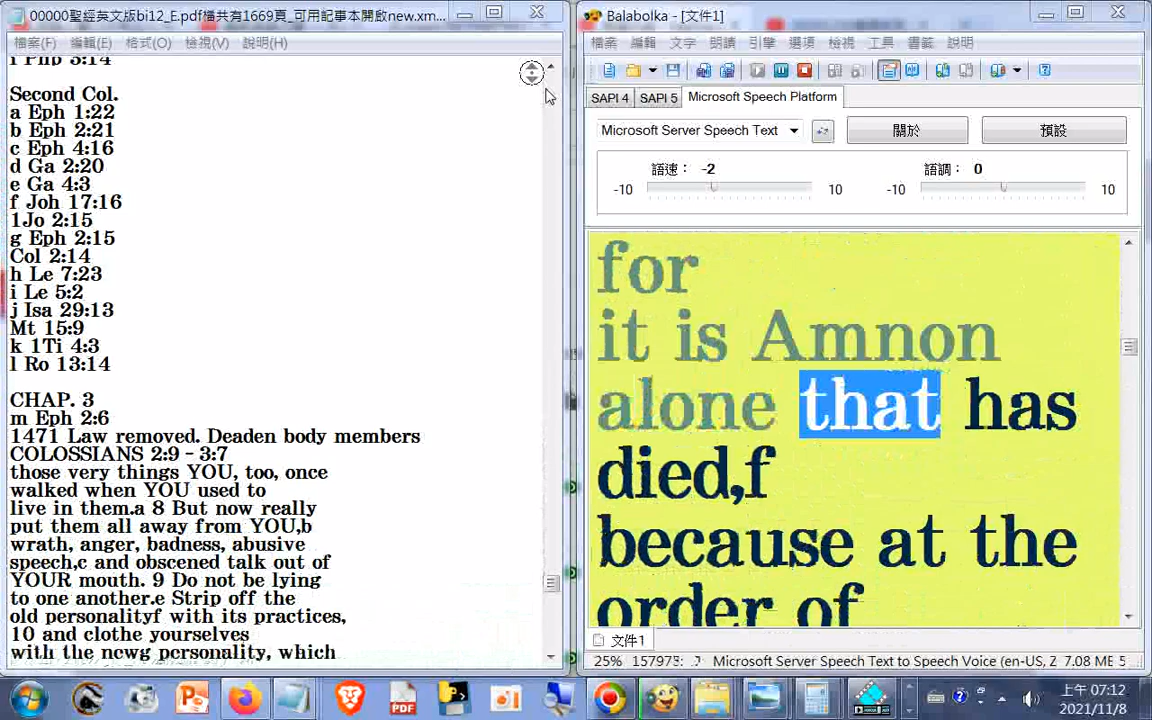 00000聖經英文版bi12_E.pdf檔共有1669頁_可用記事本開啟new.xm...
檔案(F) 編輯(E) 格式(O) 檢視(V) 說明(H)
f Php 3:14
Second Col.
a Eph 1:22
b Eph 2:21
c Eph 4:16
d Ga 2:20
e Ga 4:3
f Joh 17:16
1Jo 2:15
g Eph 2:15
Col 2:14
h Le 7:23
i Le 5:2
j Isa 29:13
Mt 15:9
k 1Ti 4:3
l Ro 13:14
CHAP. 3
m Eph 2:6
1471 Law removed. Deaden body members
COLOSSIANS 2:9 – 3:7
those very things YOU, too, once
walked when YOU used to
live in them.a 8 But now really
put them all away from YOU,b
wrath, anger, badness, abusive
speech,c and obscened talk out of
YOUR mouth. 9 Do not be lying
to one another.e Strip off the
old personalityf with its practices,
10 and clothe yourselves
with the newg personality, which
Balabolka - [文件1]
檔案 編輯 文字 朗讀 引擎 選項 檢視 工具 書籤 說明
SAPI 4 SAPI 5 Microsoft Speech Platform
Microsoft Server Speech Text 關於 預設
語速： -2 語調： 0
-10 10 -10 10
for
it is Amnon
alone that has
died,f
because at the
order of
文件1
25% Microsoft Server Speech Text to Speech Voice (en-US, Z 7.08 MB 5
PDF
上午 07:12
2021/11/8